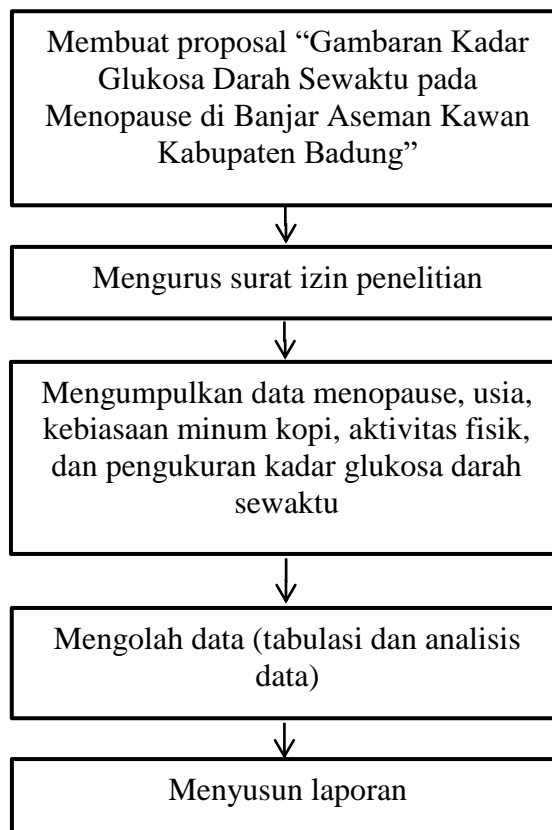 Membuat proposal “Gambaran Kadar
Glukosa Darah Sewaktu pada
Menopause di Banjar Aseman Kawan
Kabupaten Badung”
Mengurus surat izin penelitian
Mengumpulkan data menopause, usia,
kebiasaan minum kopi, aktivitas fisik,
dan pengukuran kadar glukosa darah
sewaktu
Mengolah data (tabulasi dan analisis
data)
Menyusun laporan